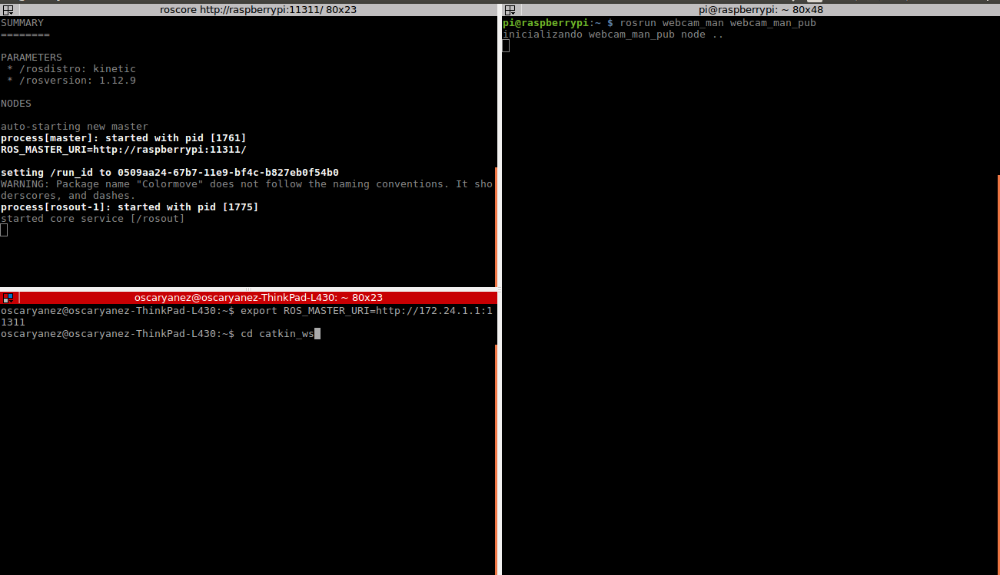 roscore http://raspberrypi:11311/ 80x23
SUMMARY
========
PARAMETERS
* /rosdistro: kinetic
* /rosversion: 1.12.9
NODES
auto-starting new master
process[master]: started with pid [1761]
ROS_MASTER_URI=http://raspberrypi:11311/
setting /run_id to 0509aa24-67b7-11e9-bf4c-b827eb0f54b0
WARNING: Package name "Colormove" does not follow the naming conventions. It sho
derscores, and dashes.
process[rosout-1]: started with pid [1775]
started core service [/rosout]
oscaryanez@oscaryanez-ThinkPad-L430: ~ 80x23
oscaryanez@oscaryanez-ThinkPad-L430:~$ export ROS_MASTER_URI=http://172.24.1.1:1
1311
oscaryanez@oscaryanez-ThinkPad-L430:~$ cd catkin_ws
pi@raspberrypi: ~ 80x48
pi@raspberrypi:~ $ rosrun webcam_man webcam_man_pub
inicializando webcam_man_pub node ..